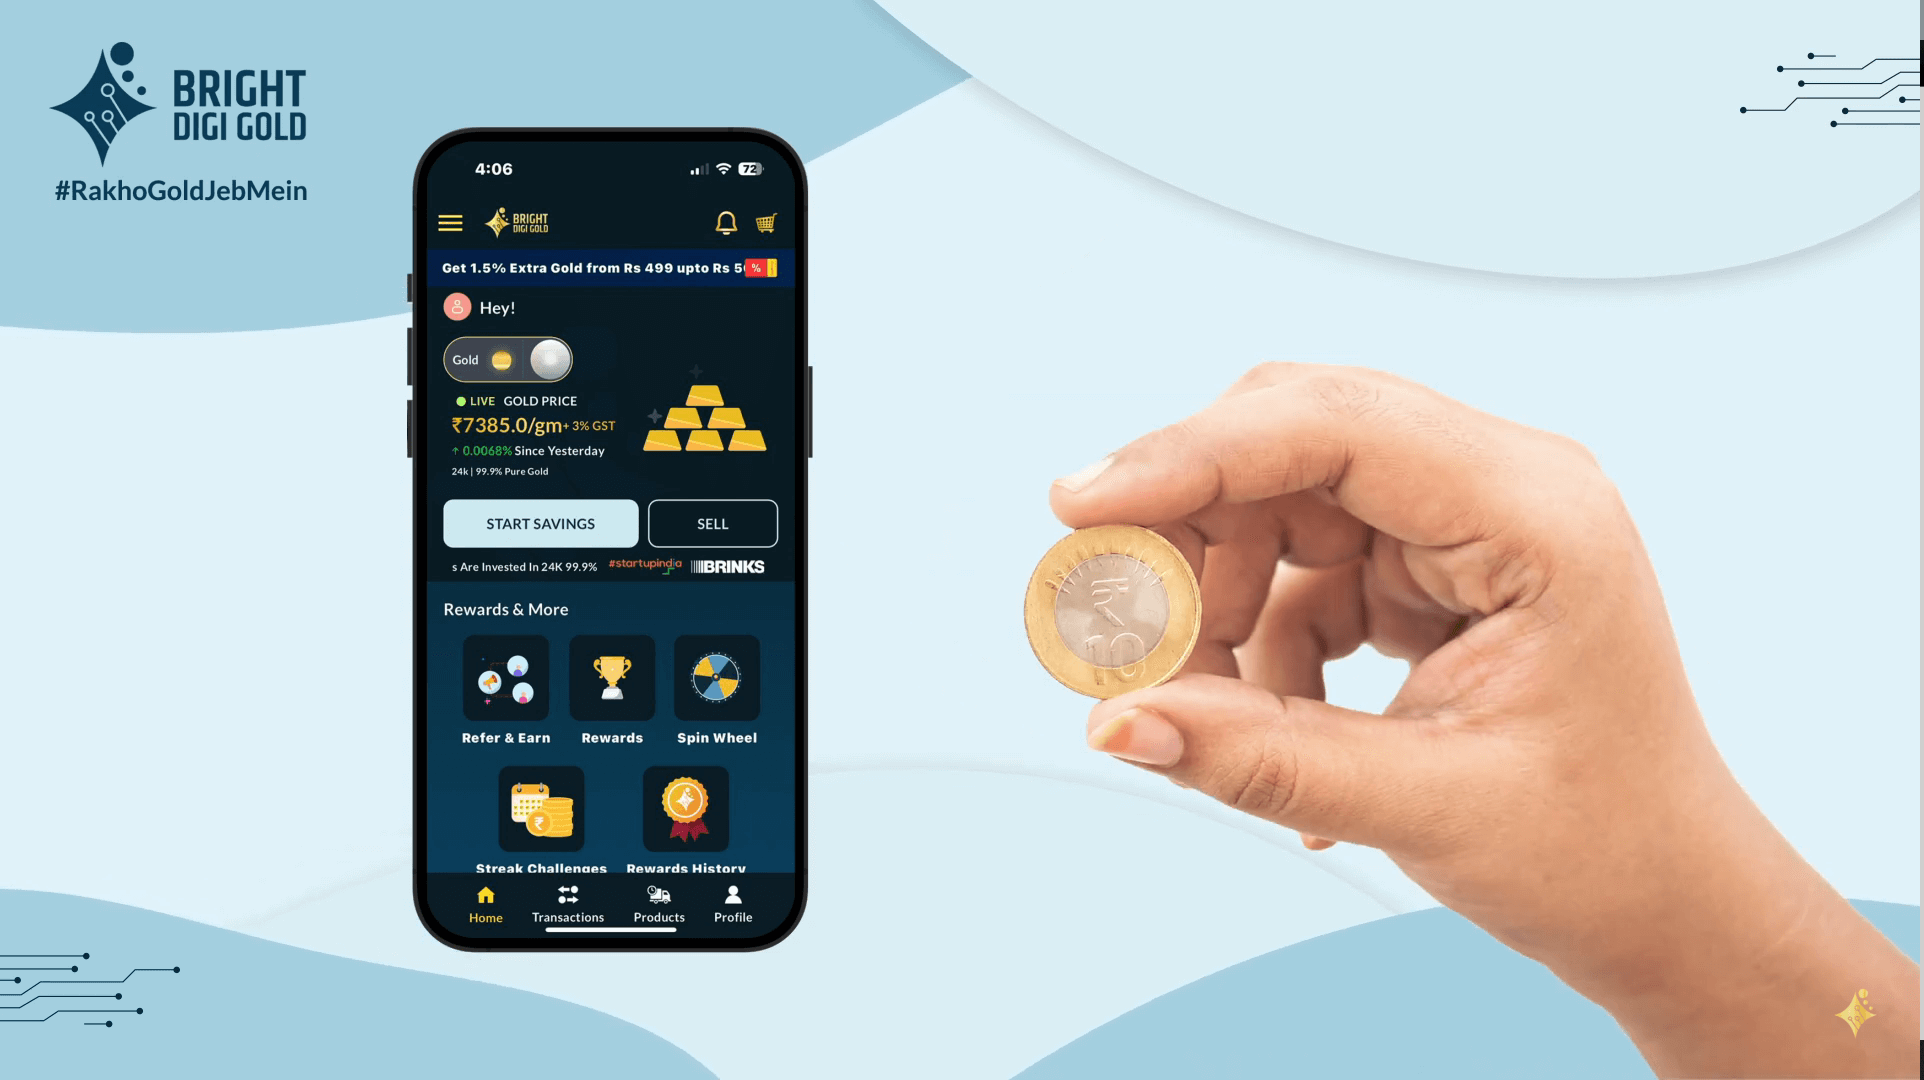 BRIGHT
DIGI GOLD
#RakhoGoldJebMein
4:06
72
BRIGHT
DIGI GOLD
Get 1.5% Extra Gold from Rs 499 upto Rs 5
%
Hey!
Gold
LIVE GOLD PRICE
₹7385.0/gm+ 3% GST
↑ 0.0068% Since Yesterday
24k | 99.9% Pure Gold
START SAVINGS
SELL
s Are Invested In 24K 99.9%
#startupindia
BRINKS
Rewards & More
Refer & Earn
Rewards
Spin Wheel
₹
Streak Challenges
Rewards History
Home
Transactions
Products
Profile
₹
10